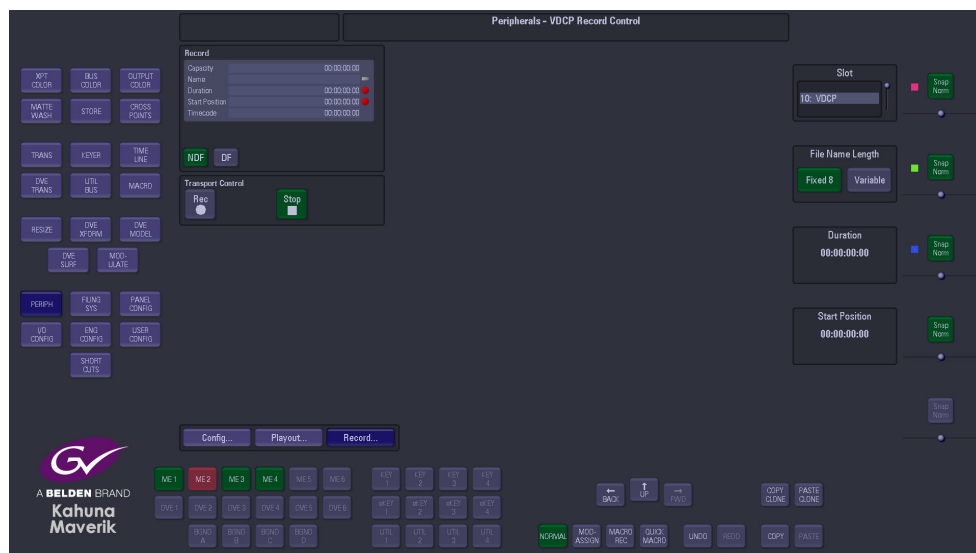 Peripherals - VDCP Record Control
Record
Capacity 00:00:00:00
Name
Duration 00:00:00:00
Start Position 00:00:00:00
Timecode 00:00:00:00
NDF DF
Transport Control
Rec Stop
XPT COLOR
BUS COLOR
OUTPUT COLOR
MATTE WASH
STORE
CROSS POINTS
TRANS
KEYER
TIME LINE
DVE TRANS
UTIL BUS
MACRO
RESIZE
DVE XFORM
DVE MODEL
DVE SURF
MOD- ULATE
PERIPH
FILING SYS
PANEL CONFIG
I/O CONFIG
ENG CONFIG
USER CONFIG
SHORT CUTS
Slot
10: VDCP
Snap Norm
File Name Length
Fixed 8 Variable
Snap Norm
Duration
00:00:00:00
Snap Norm
Start Position
00:00:00:00
Snap Norm
Snap Norm
Config... Playout... Record...
GV
A BELDEN BRAND
Kahuna
Maverik
ME 1 ME 2 ME 3 ME 4 ME 5 ME 6
DVE 1 DVE 2 DVE 3 DVE 4 DVE 5 DVE 6
BGND A BGND B BGND C BGND D
KEY 1 KEY 2 KEY 3 KEY 4
eKEY 1 eKEY 2 eKEY 3 eKEY 4
UTIL 1 UTIL 2 UTIL 3 UTIL 4
BACK UP FWD
COPY CLONE PASTE CLONE
NORMAL MOD- ASSIGN MACRO REC QUICK MACRO UNDO REDO COPY PASTE